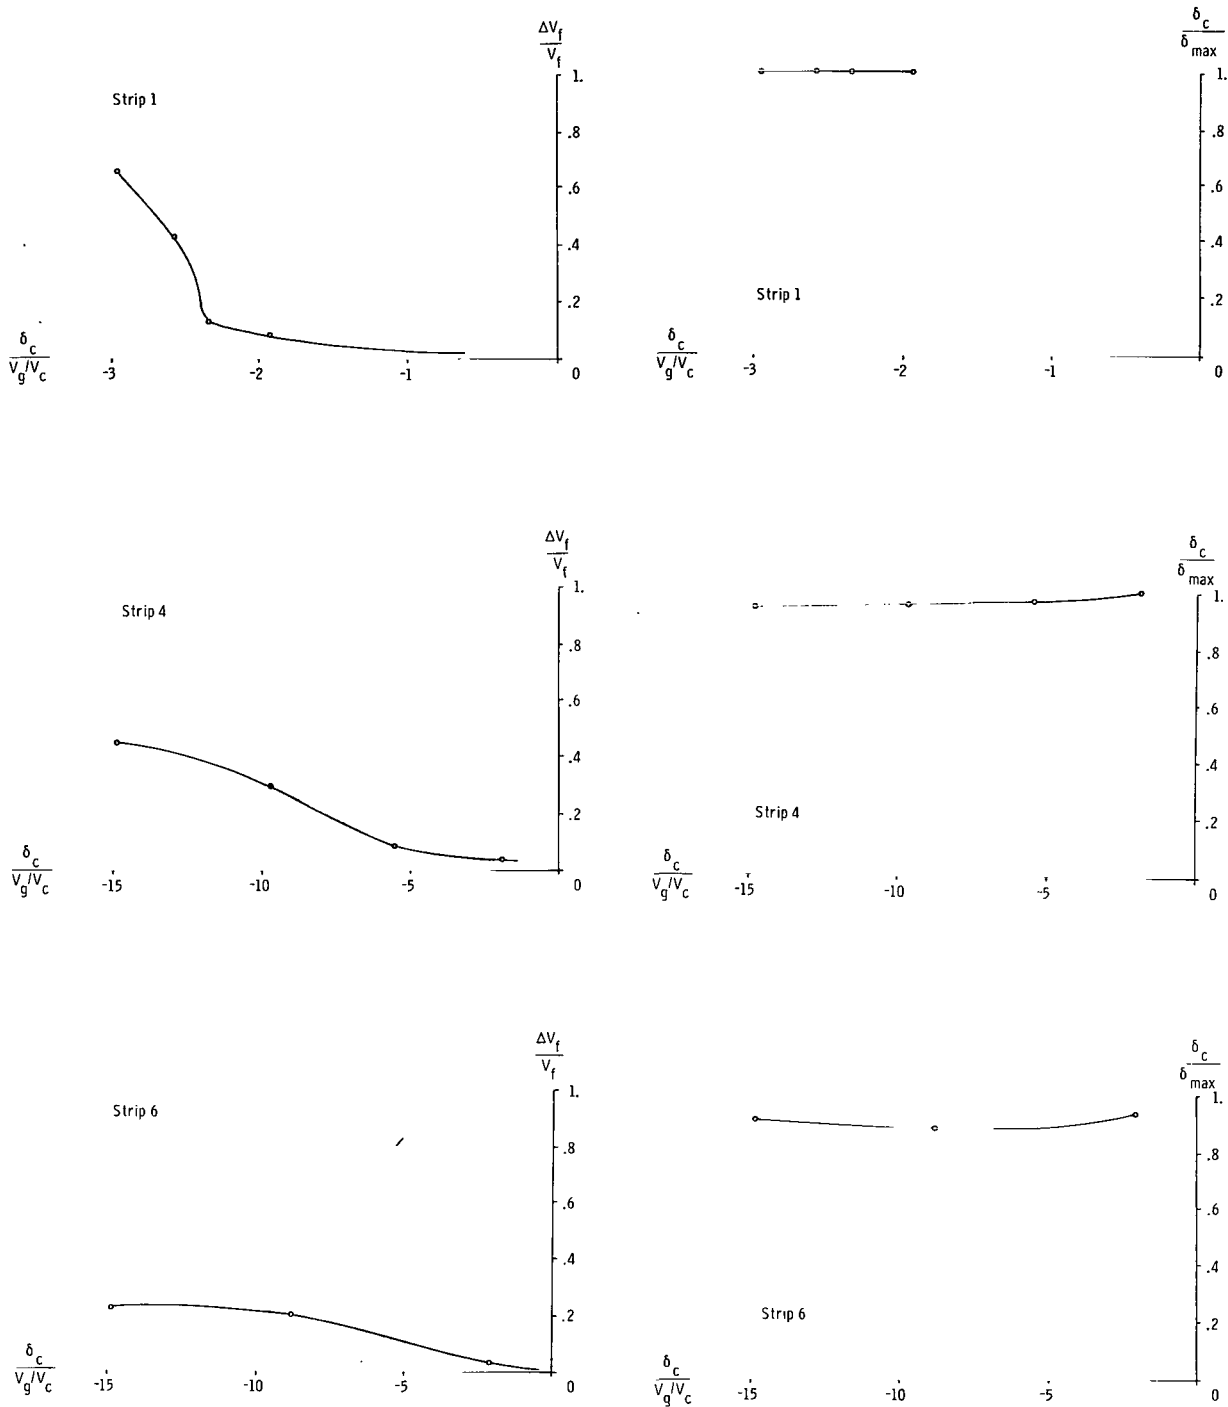 ΔV_f
V_f
1.
Strip 1
.8
.6
.4
.2
δ_c
V_g/V_c
-3
-2
-1
0
δ_c
δ_max
1.
.8
.6
.4
Strip 1
.2
δ_c
V_g/V_c
-3
-2
-1
0
ΔV_f
V_f
1.
Strip 4
.8
.6
.4
.2
δ_c
V_g/V_c
-15
-10
-5
0
δ_c
δ_max
1.
.8
.6
.4
Strip 4
.2
δ_c
V_g/V_c
-15
-10
-5
0
ΔV_f
V_f
1.
Strip 6
.8
.6
.4
.2
δ_c
V_g/V_c
-15
-10
-5
0
δ_c
δ_max
1.
.8
.6
.4
Strip 6
.2
δ_c
V_g/V_c
-15
-10
-5
0